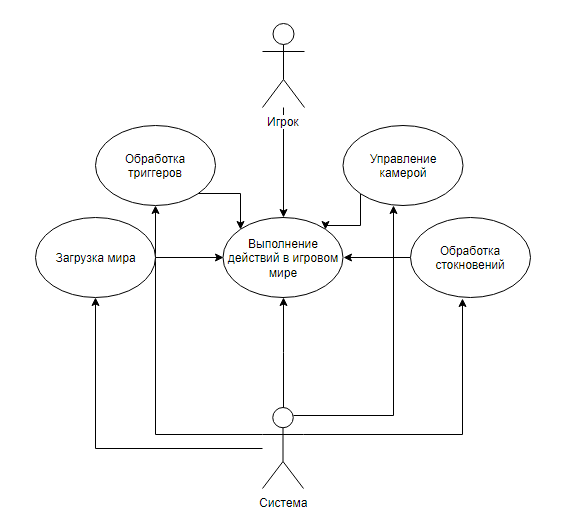 Игрок
Обработка
триггеров
Управление
камерой
Загрузка мира
Выполнение
действий в игровом
мире
Обработка
стокновений
Система